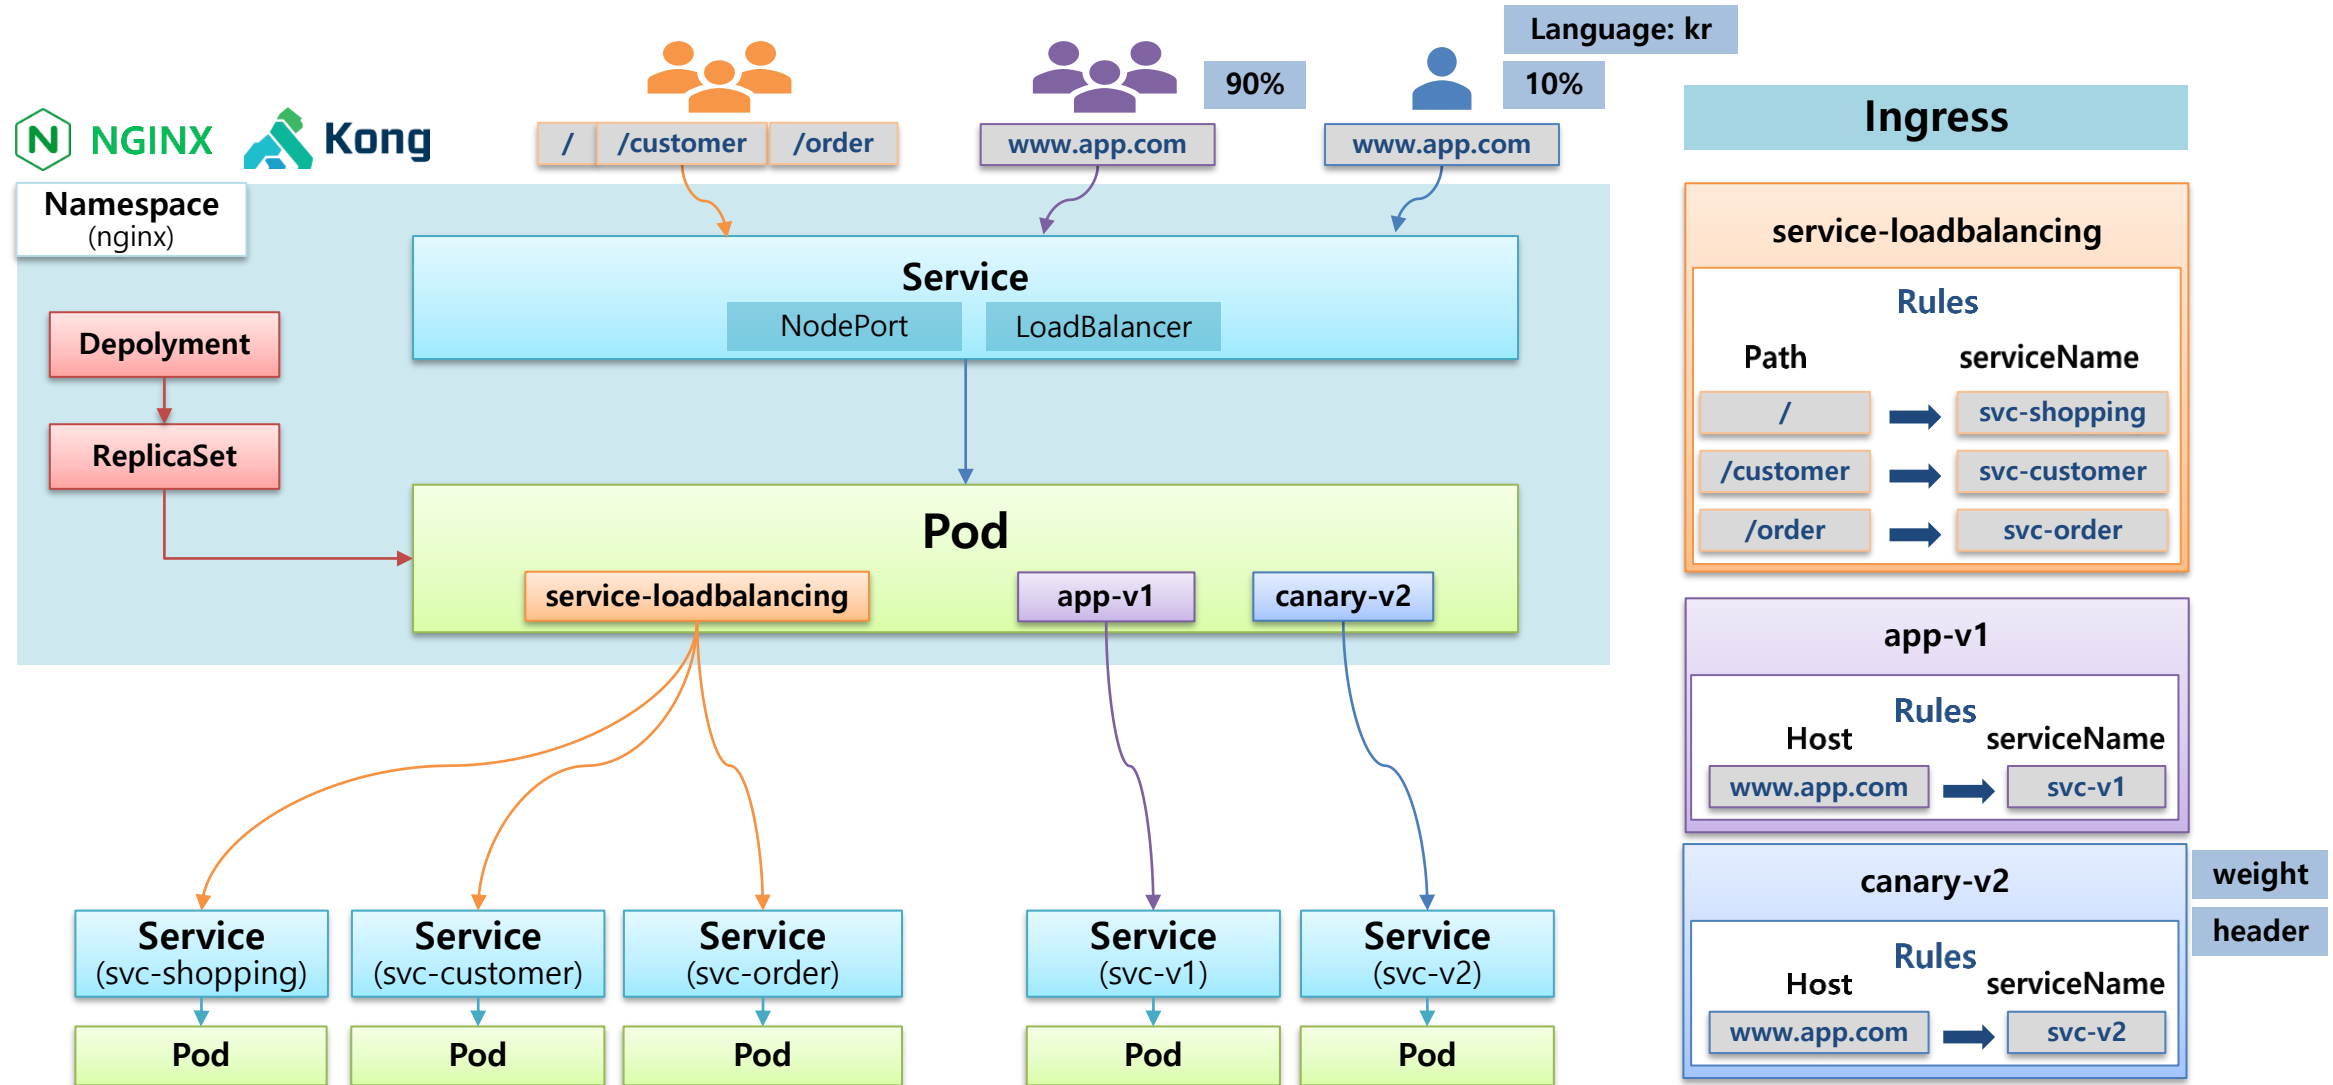 Language: kr
90%
10%
NGINX
Kong
/
/customer
/order
www.app.com
www.app.com
Namespace
(nginx)
Service
NodePort
LoadBalancer
Depolyment
ReplicaSet
Pod
service-loadbalancing
app-v1
canary-v2
Service
(svc-shopping)
Service
(svc-customer)
Service
(svc-order)
Service
(svc-v1)
Service
(svc-v2)
Pod
Pod
Pod
Pod
Pod
Ingress
service-loadbalancing
Rules
Path serviceName
/ svc-shopping
/customer svc-customer
/order svc-order
app-v1
Rules
Host serviceName
www.app.com svc-v1
canary-v2
weight
header
Rules
Host serviceName
www.app.com svc-v2